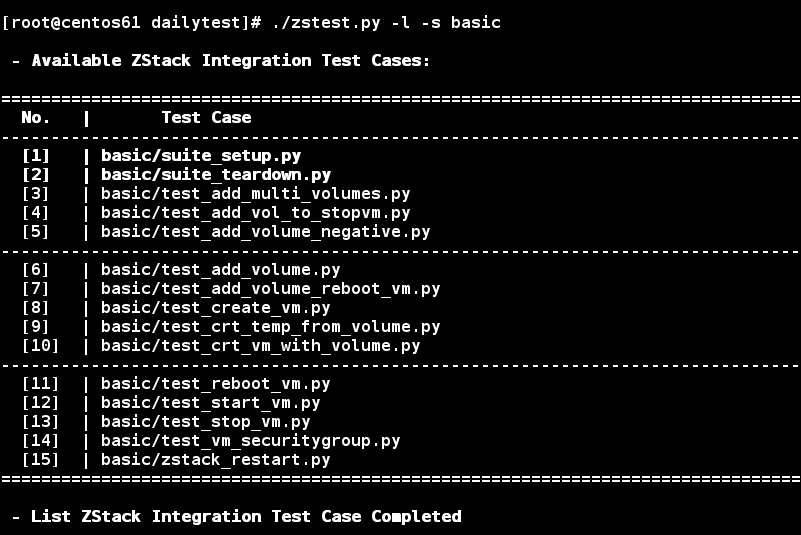 [root@centos61 dailytest]# ./zstest.py -l -s basic
- Available ZStack Integration Test Cases:
================================================================================
No. | Test Case
--------------------------------------------------------------------------------
[1] | basic/suite_setup.py
[2] | basic/suite_teardown.py
[3] | basic/test_add_multi_volumes.py
[4] | basic/test_add_vol_to_stopvm.py
[5] | basic/test_add_volume_negative.py
--------------------------------------------------------------------------------
[6] | basic/test_add_volume.py
[7] | basic/test_add_volume_reboot_vm.py
[8] | basic/test_create_vm.py
[9] | basic/test_crt_temp_from_volume.py
[10] | basic/test_crt_vm_with_volume.py
--------------------------------------------------------------------------------
[11] | basic/test_reboot_vm.py
[12] | basic/test_start_vm.py
[13] | basic/test_stop_vm.py
[14] | basic/test_vm_securitygroup.py
[15] | basic/zstack_restart.py
================================================================================
- List ZStack Integration Test Case Completed